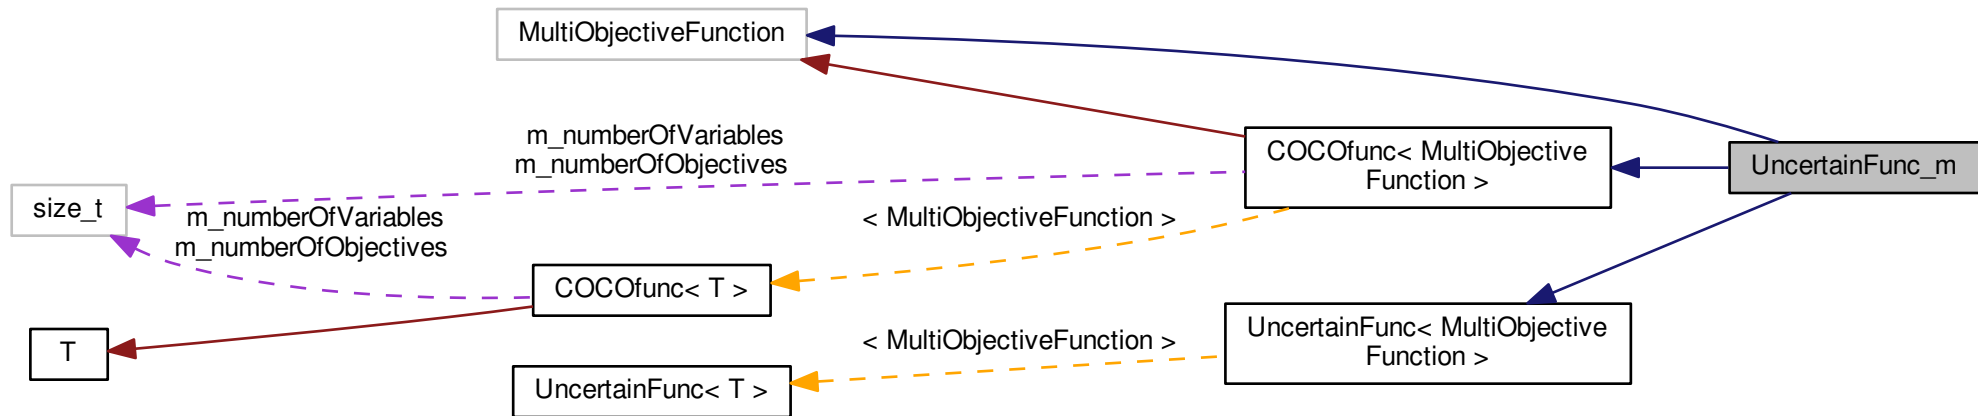 MultiObjectiveFunction
m_numberOfVariables
m_numberOfObjectives
COCOfunc< MultiObjective
Function >
UncertainFunc_m
size_t
m_numberOfVariables
m_numberOfObjectives
< MultiObjectiveFunction >
COCOfunc< T >
T
< MultiObjectiveFunction >
UncertainFunc< MultiObjective
Function >
UncertainFunc< T >